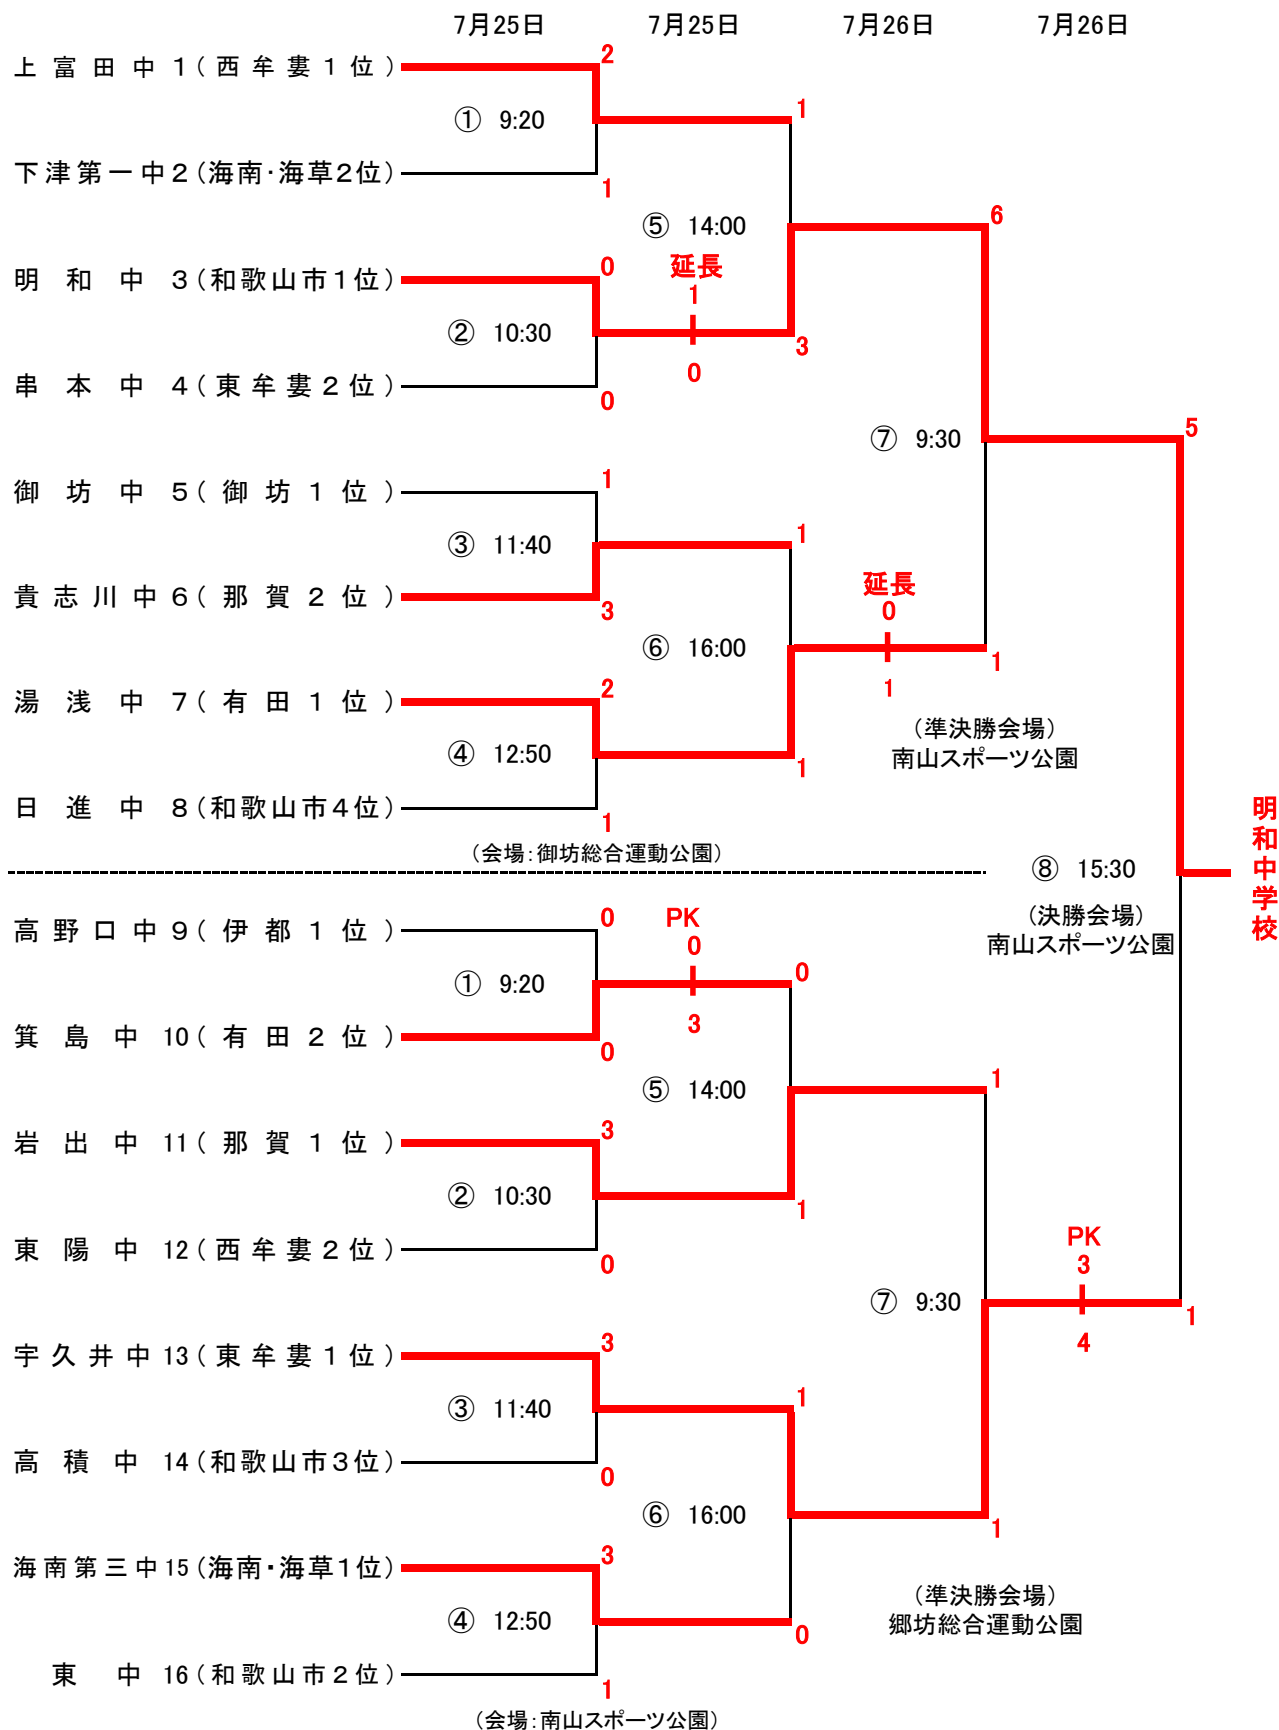 7月25日 7月25日 7月26日 7月26日
上富田中 1 (西牟婁1位) 2
① 9:20 1
下津第一中 2 (海南・海草2位) 1
⑤ 14:00 6
明和中 3 (和歌山市1位) 0
延長
1
② 10:30 3
0
串本中 4 (東牟婁2位) 0
⑦ 9:30 5
御坊中 5 (御坊1位) 1
③ 11:40 1
貴志川中 6 (那賀2位) 3
延長
0
⑥ 16:00 1
1
湯浅中 7 (有田1位) 2
④ 12:50 1
(準決勝会場)
南山スポーツ公園
日進中 8 (和歌山市4位) 1
(会場:御坊総合運動公園)
明和中学校
⑧ 15:30
(決勝会場)
南山スポーツ公園
高野口中 9 (伊都1位) 0
PK
0
① 9:20 0
3
箕島中 10 (有田2位) 0
⑤ 14:00 1
岩出中 11 (那賀1位) 3
② 10:30 1
東陽中 12 (西牟婁2位) 0
PK
3
⑦ 9:30 1
4
宇久井中 13 (東牟婁1位) 3
③ 11:40 1
高積中 14 (和歌山市3位) 0
⑥ 16:00 1
海南第三中 15 (海南・海草1位) 3
④ 12:50 0
(準決勝会場)
郷坊総合運動公園
東中 16 (和歌山市2位) 1
(会場:南山スポーツ公園)